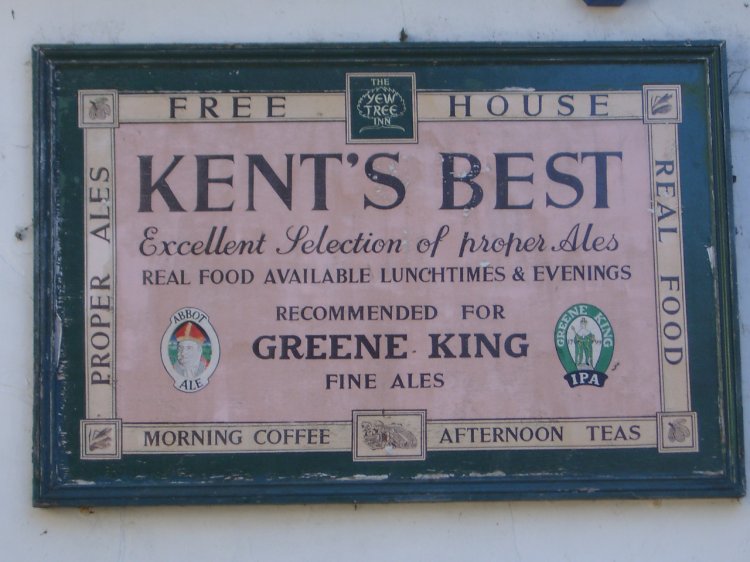 THE
YEW
TREE
INN
FREE HOUSE
PROPER ALES
REAL FOOD
KENT'S BEST
Excellent Selection of proper Ales
REAL FOOD AVAILABLE LUNCHTIMES & EVENINGS
RECOMMENDED FOR
GREENE KING
FINE ALES
ABBOT
ALE
GREENE KING
IPA
MORNING COFFEE
AFTERNOON TEAS